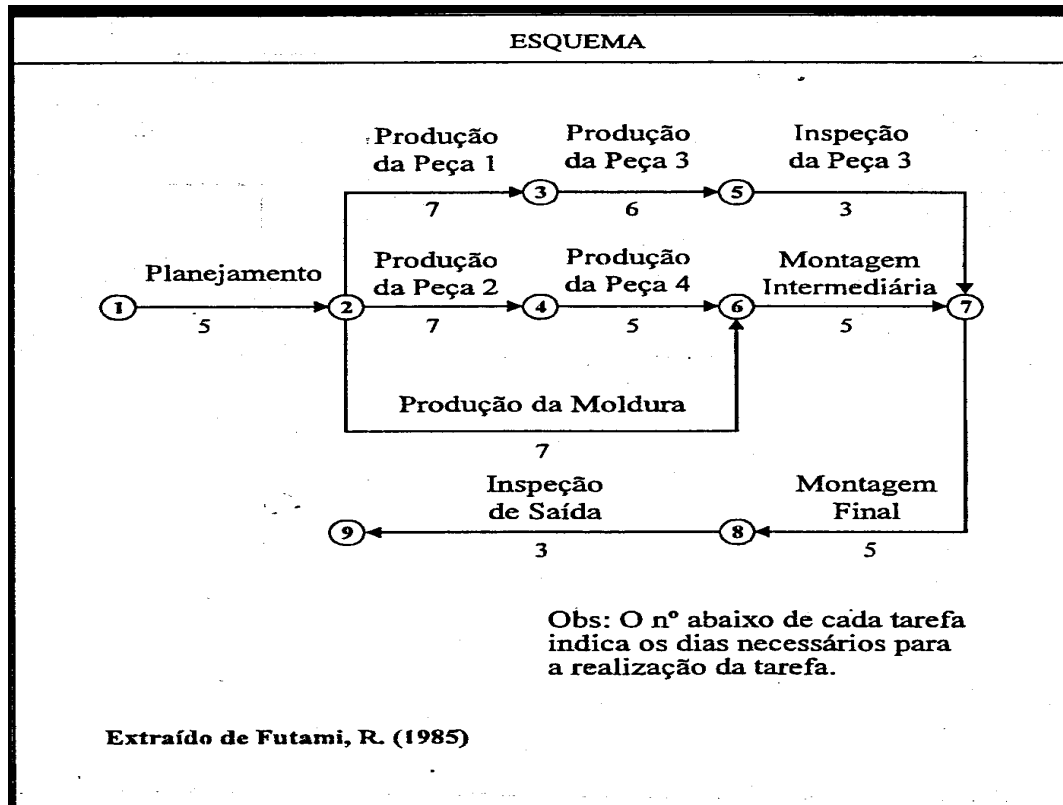 ESQUEMA
Produção
da Peça 1
Produção
da Peça 3
Inspeção
da Peça 3
3
5
7
6
3
Planejamento
Produção
da Peça 2
Produção
da Peça 4
Montagem
Intermediária
1
2
4
6
7
5
7
5
5
Produção da Moldura
7
Inspeção
de Saída
Montagem
Final
9
8
3
5
Obs: O nº abaixo de cada tarefa
indica os dias necessários para
a realização da tarefa.
Extraído de Futami, R. (1985)